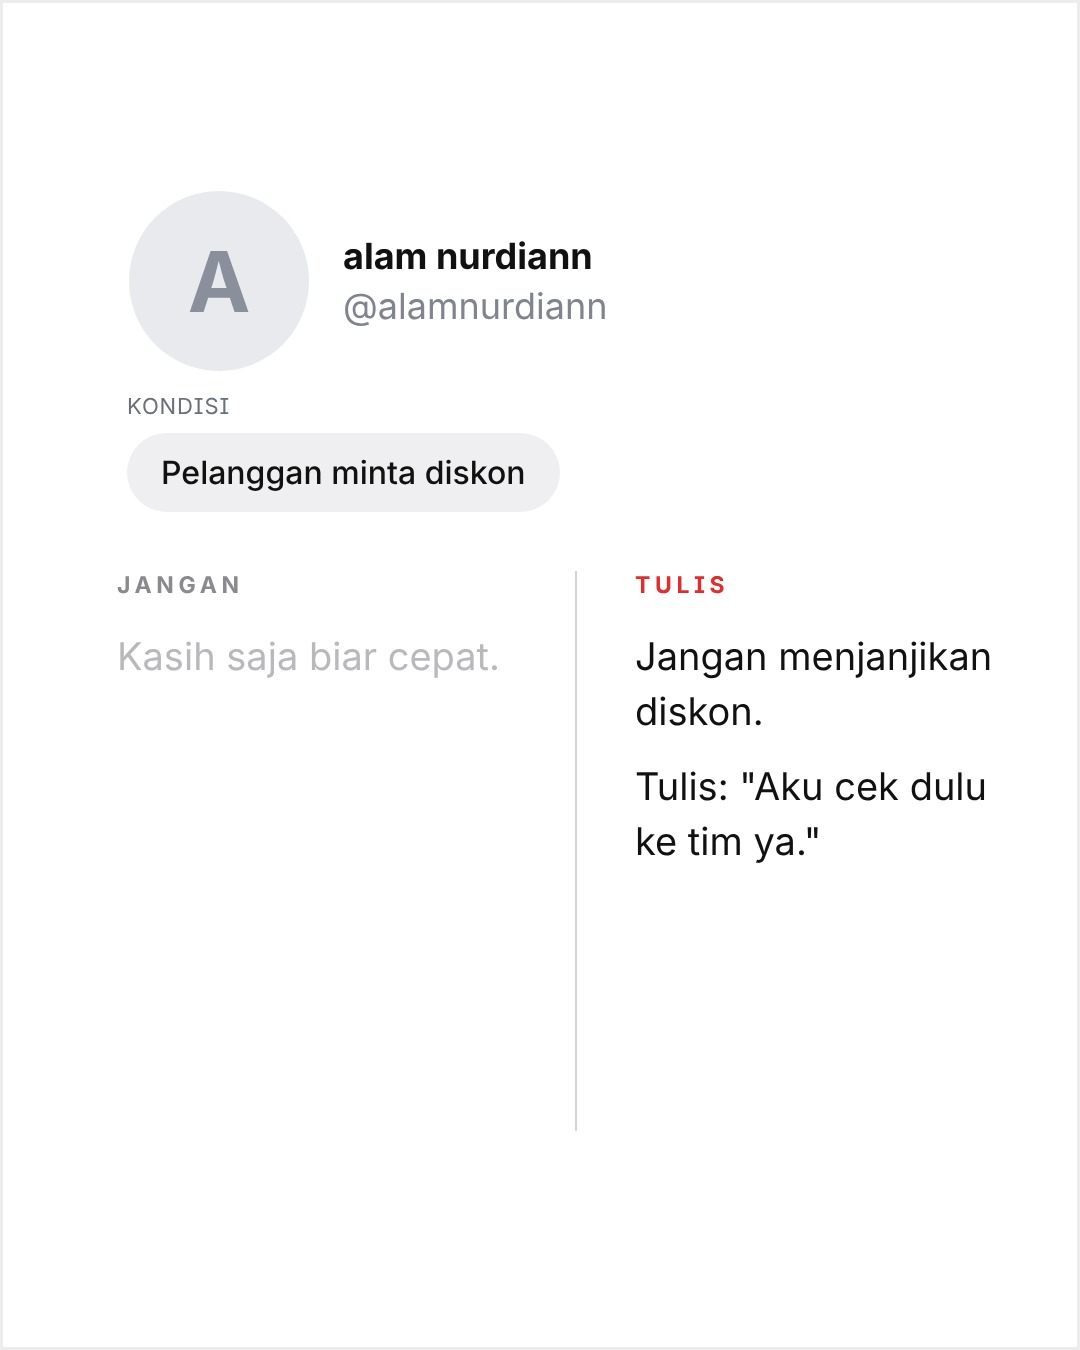 A
alam nurdiann
@alamnurdiann
KONDISI
Pelanggan minta diskon
JANGAN
Kasih saja biar cepat.
TULIS
Jangan menjanjikan
diskon.
Tulis: "Aku cek dulu
ke tim ya."